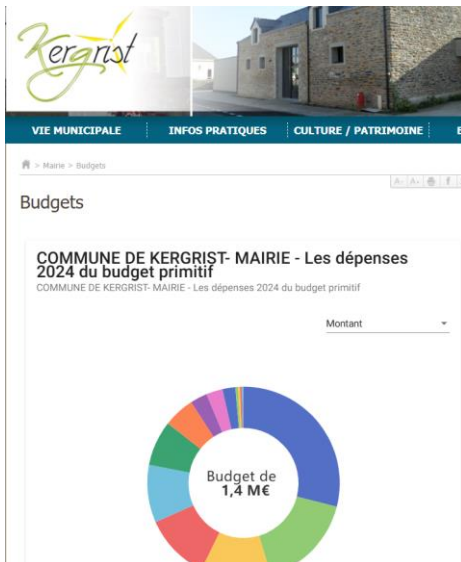 Kergrist
VIE MUNICIPALE
INFOS PRATIQUES
CULTURE / PATRIMOINE
> Mairie > Budgets
A- A+ f
Budgets
COMMUNE DE KERGRIST- MAIRIE - Les dépenses
2024 du budget primitif
COMMUNE DE KERGRIST- MAIRIE - Les dépenses 2024 du budget primitif
Montant
Budget de
1,4 M€